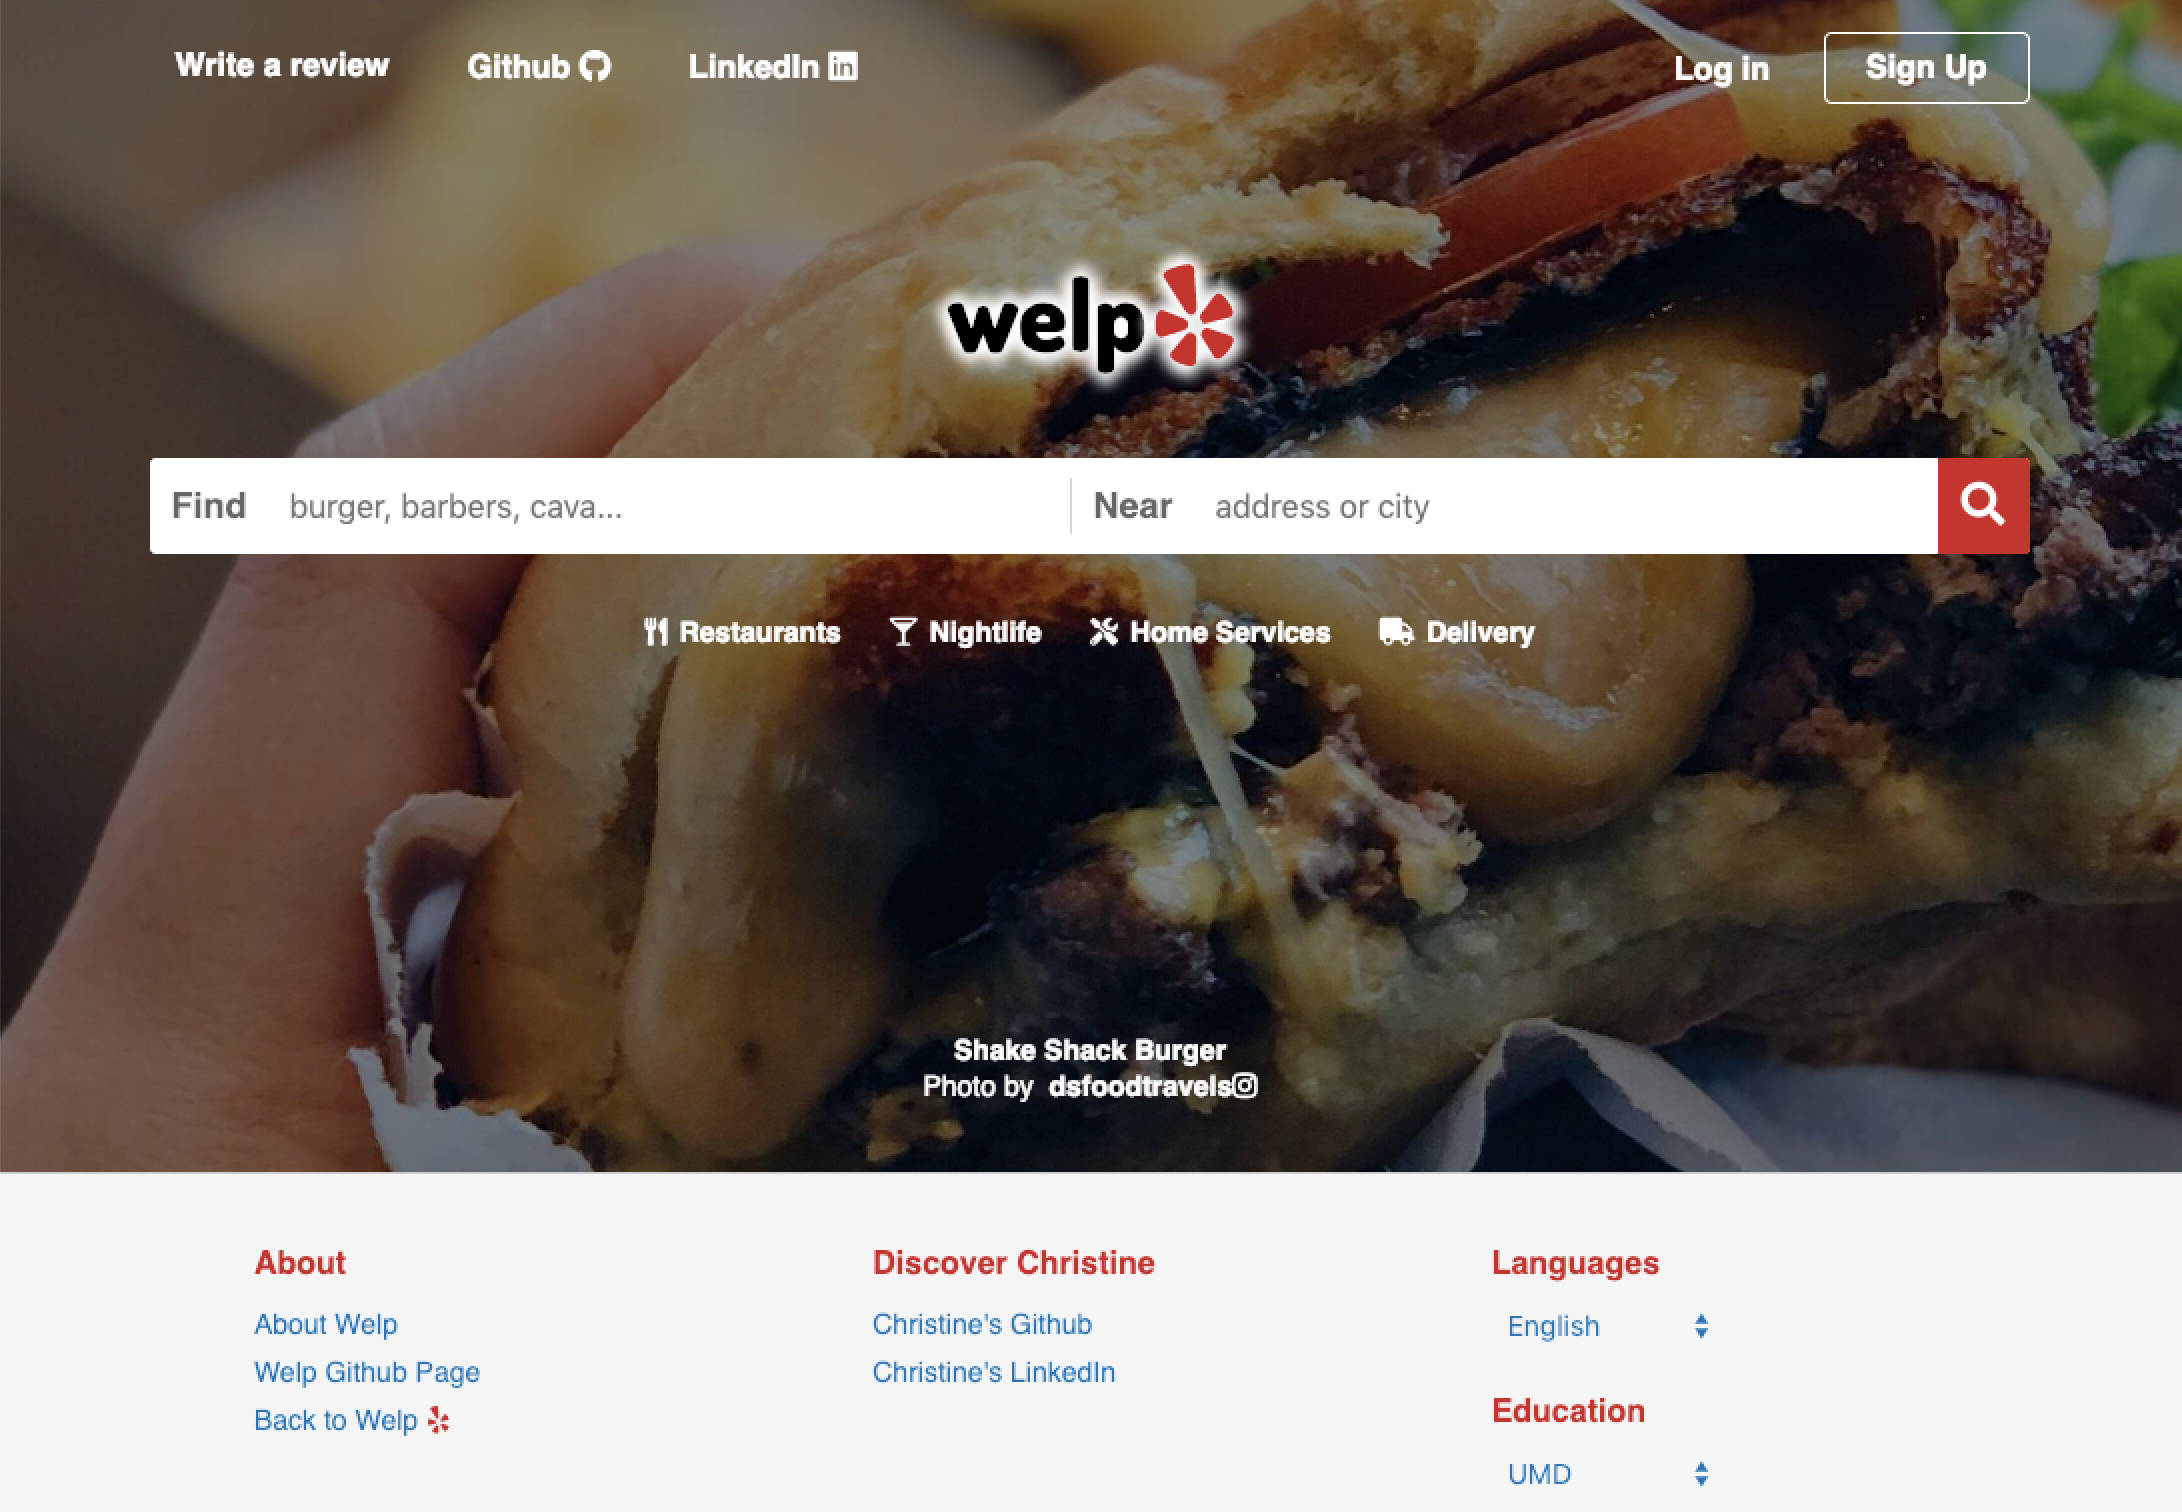 Write a review Github LinkedIn Log in Sign Up
welp
Find burger, barbers, cava... Near address or city
Restaurants Nightlife Home Services Delivery
Shake Shack Burger
Photo by dsfoodtravels
About
About Welp
Welp Github Page
Back to Welp
Discover Christine
Christine's Github
Christine's LinkedIn
Languages
English
Education
UMD